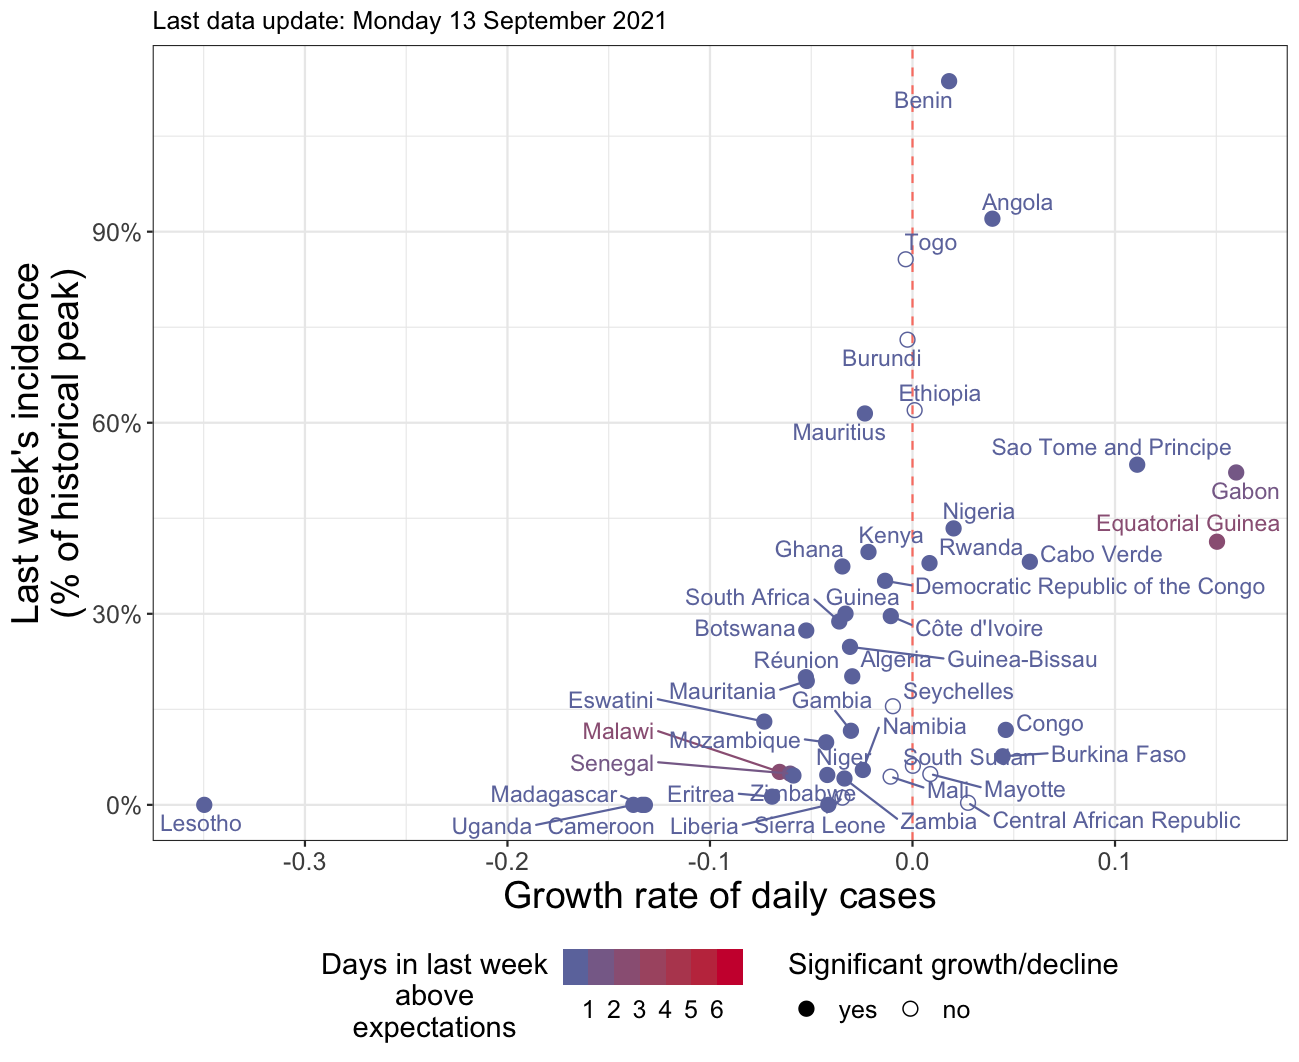 Last data update: Monday 13 September 2021
Last week's incidence
(% of historical peak)
90%
60%
30%
0%
Benin
Angola
Togo
Burundi
Ethiopia
Mauritius
Sao Tome and Principe
Gabon
Nigeria
Equatorial Guinea
Kenya
Ghana
Rwanda
Cabo Verde
Democratic Republic of the Congo
South Africa
Guinea
Botswana
Côte d'Ivoire
Réunion
Algeria
Guinea-Bissau
Eswatini
Mauritania
Seychelles
Gambia
Malawi
Mozambique
Namibia
Congo
Senegal
Niger
South Sudan
Burkina Faso
Madagascar
Eritrea
Zimbabwe
Mali
Mayotte
Lesotho
Uganda
Cameroon
Liberia
Sierra Leone
Zambia
Central African Republic
-0.3
-0.2
-0.1
0.0
0.1
Growth rate of daily cases
Days in last week
above
expectations
1 2 3 4 5 6
Significant growth/decline
yes
no